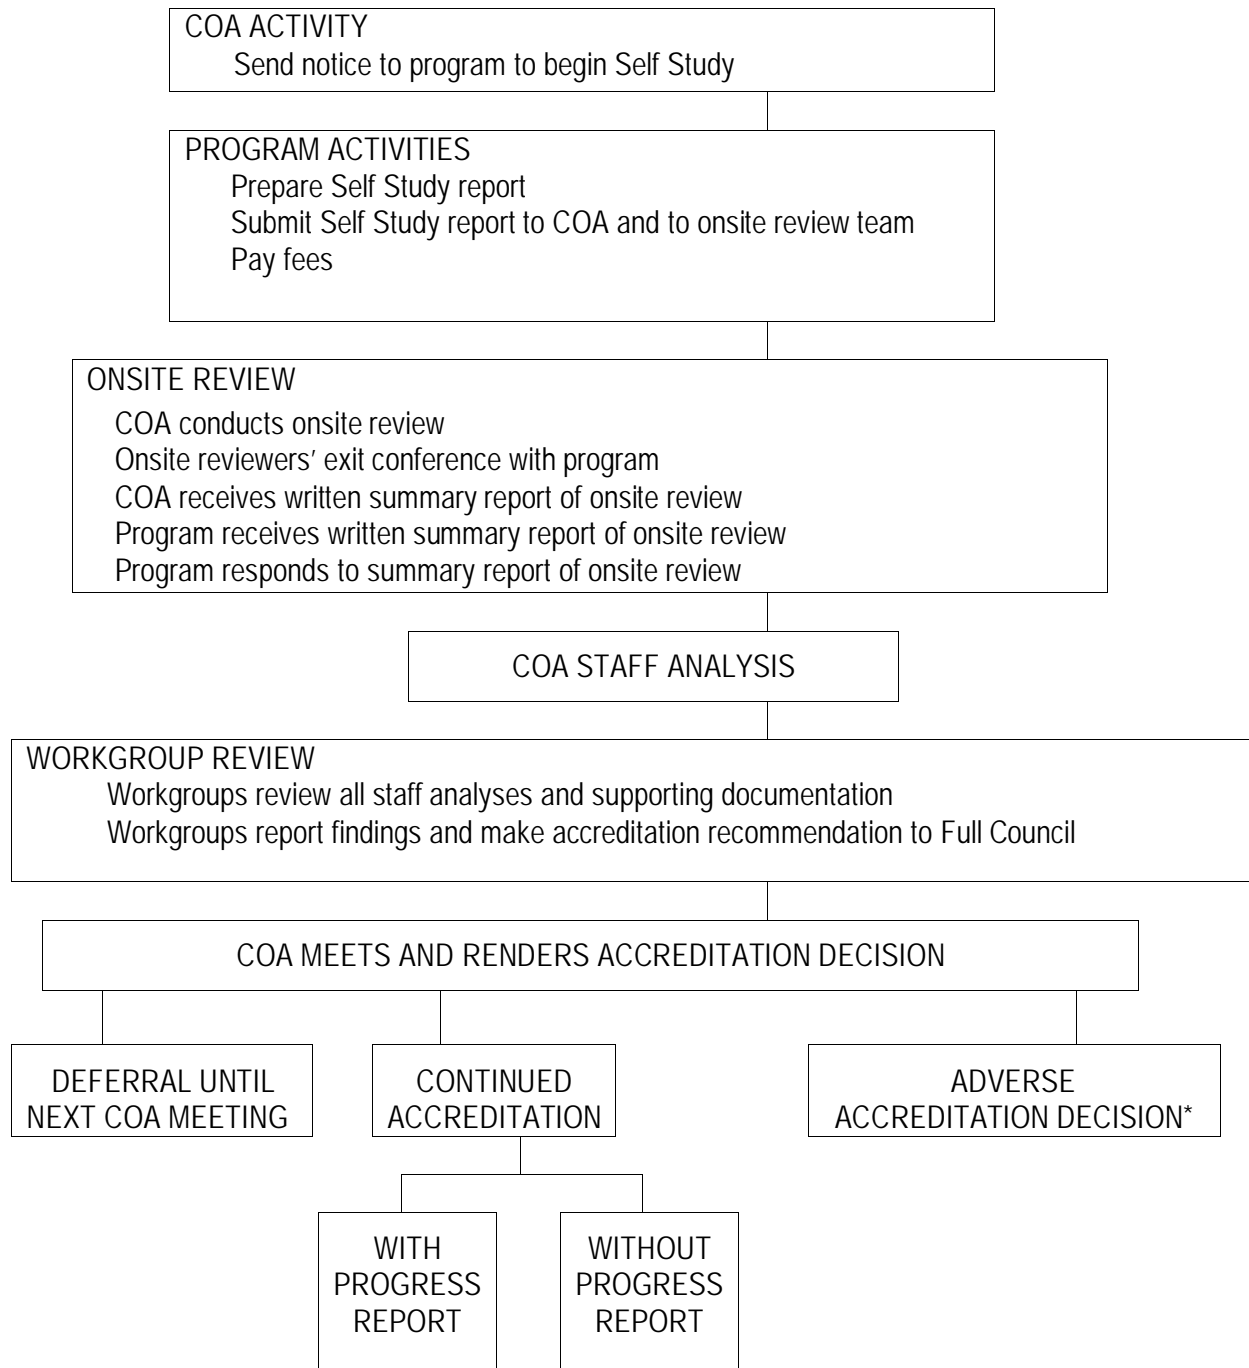 COA ACTIVITY
Send notice to program to begin Self Study
PROGRAM ACTIVITIES
Prepare Self Study report
Submit Self Study report to COA and to onsite review team
Pay fees
ONSITE REVIEW
COA conducts onsite review
Onsite reviewers’ exit conference with program
COA receives written summary report of onsite review
Program receives written summary report of onsite review
Program responds to summary report of onsite review
COA STAFF ANALYSIS
WORKGROUP REVIEW
Workgroups review all staff analyses and supporting documentation
Workgroups report findings and make accreditation recommendation to Full Council
COA MEETS AND RENDERS ACCREDITATION DECISION
DEFERRAL UNTIL
NEXT COA MEETING
CONTINUED
ACCREDITATION
ADVERSE
ACCREDITATION DECISION*
WITH
PROGRESS
REPORT
WITHOUT
PROGRESS
REPORT